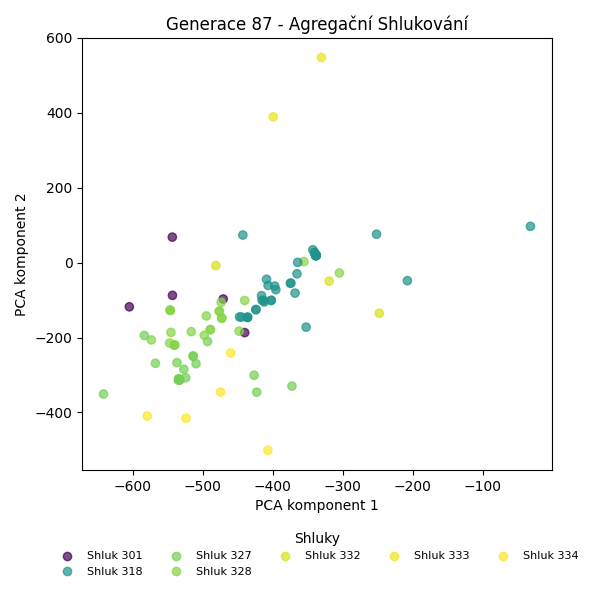 Generace 87 - Agregační Shlukování
PCA komponent 2
600
400
200
0
−200
−400
−600
−500
−400
−300
−200
−100
PCA komponent 1
Shluky
Shluk 301
Shluk 327
Shluk 332
Shluk 333
Shluk 334
Shluk 318
Shluk 328